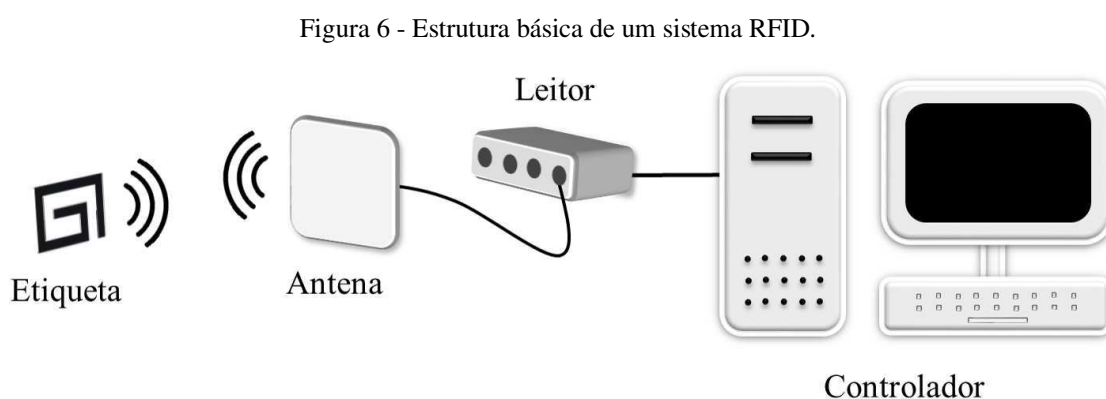 Figura 6 - Estrutura básica de um sistema RFID.
Leitor
Etiqueta
Antena
Controlador